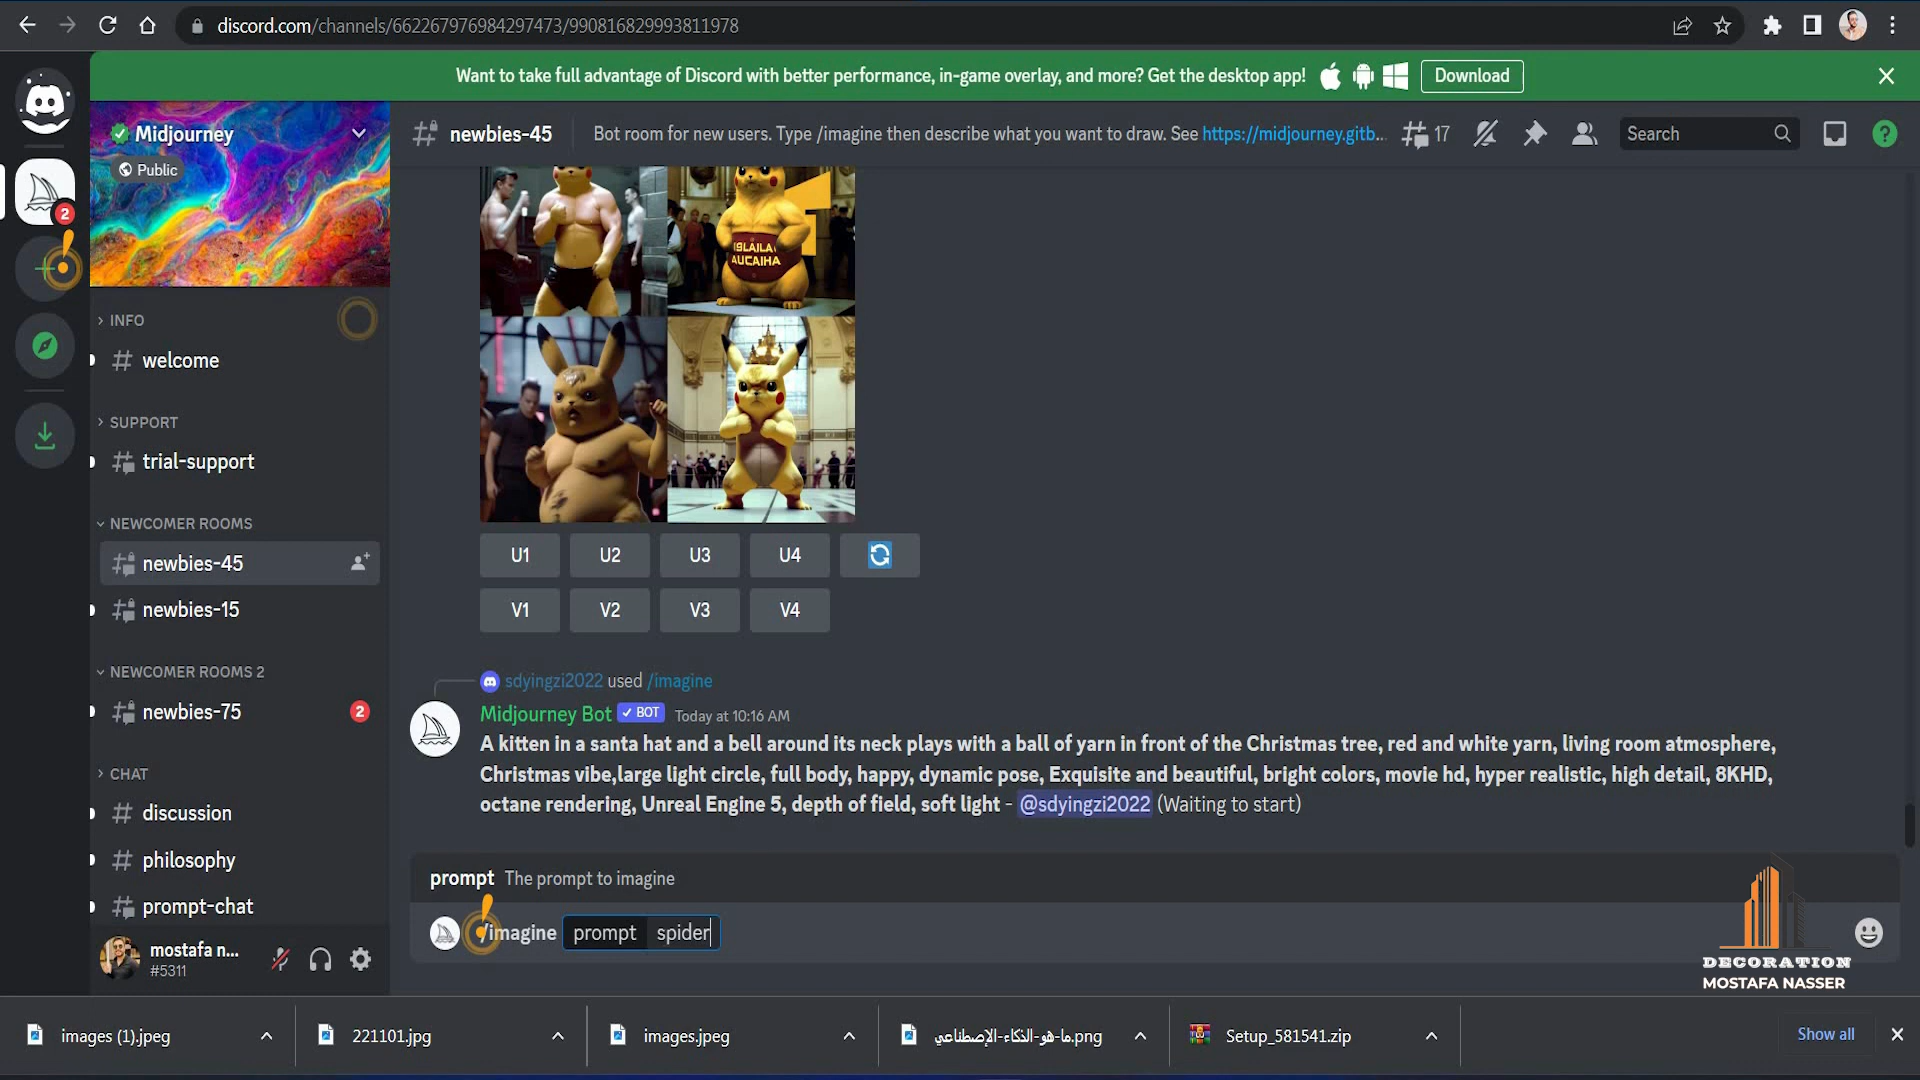 discord.com/channels/662267976984297473/990816829993811978
Want to take full advantage of Discord with better performance, in-game overlay, and more? Get the desktop app!
Download
Midjourney
Public
newbies-45
Bot room for new users. Type /imagine then describe what you want to draw. See https://midjourney.gitb...
17
Search
2
INFO
welcome
SUPPORT
trial-support
NEWCOMER ROOMS
newbies-45
newbies-15
NEWCOMER ROOMS 2
newbies-75
2
CHAT
discussion
philosophy
prompt-chat
mostafa n...
#5311
U1 U2 U3 U4
V1 V2 V3 V4
sdyingzi2022 used /imagine
Midjourney Bot BOT Today at 10:16 AM
A kitten in a santa hat and a bell around its neck plays with a ball of yarn in front of the Christmas tree, red and white yarn, living room atmosphere,
Christmas vibe,large light circle, full body, happy, dynamic pose, Exquisite and beautiful, bright colors, movie hd, hyper realistic, high detail, 8KHD,
octane rendering, Unreal Engine 5, depth of field, soft light - @sdyingzi2022 (Waiting to start)
prompt The prompt to imagine
/imagine prompt spider
DECORATION
MOSTAFA NASSER
images (1).jpeg
221101.jpg
images.jpeg
ما-هو-الذكاء-الإصطناعي.png
Setup_581541.zip
Show all